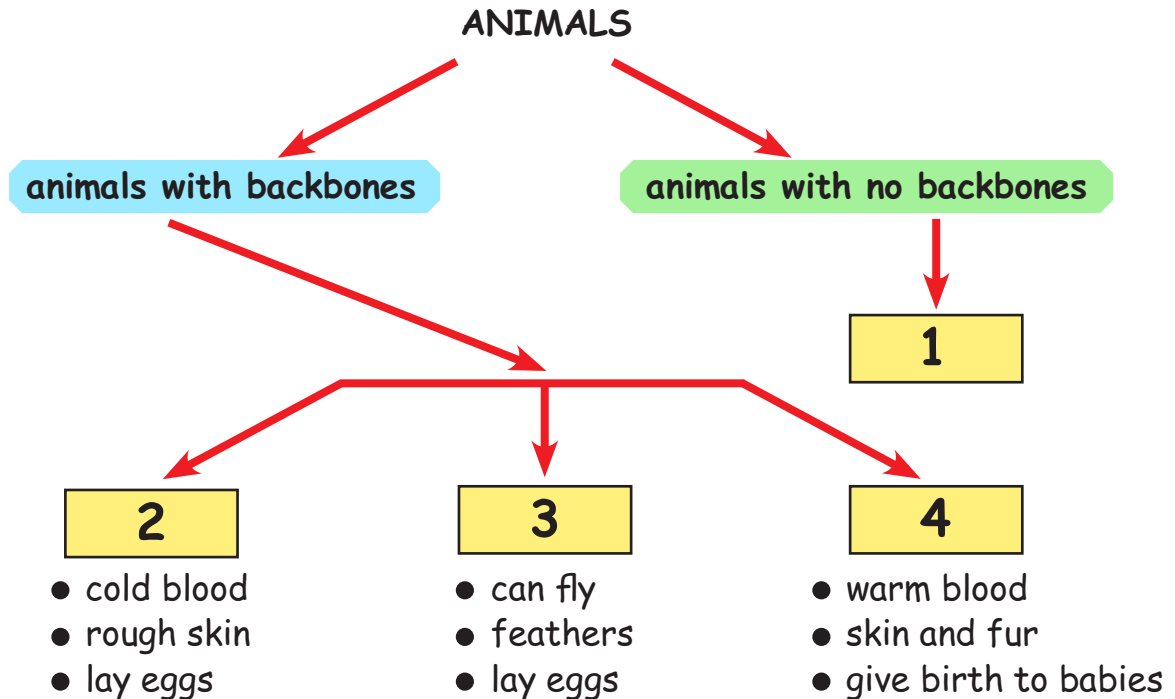 ANIMALS
animals with backbones
animals with no backbones
1
2
3
4
● cold blood
● rough skin
● lay eggs
● can fly
● feathers
● lay eggs
● warm blood
● skin and fur
● give birth to babies